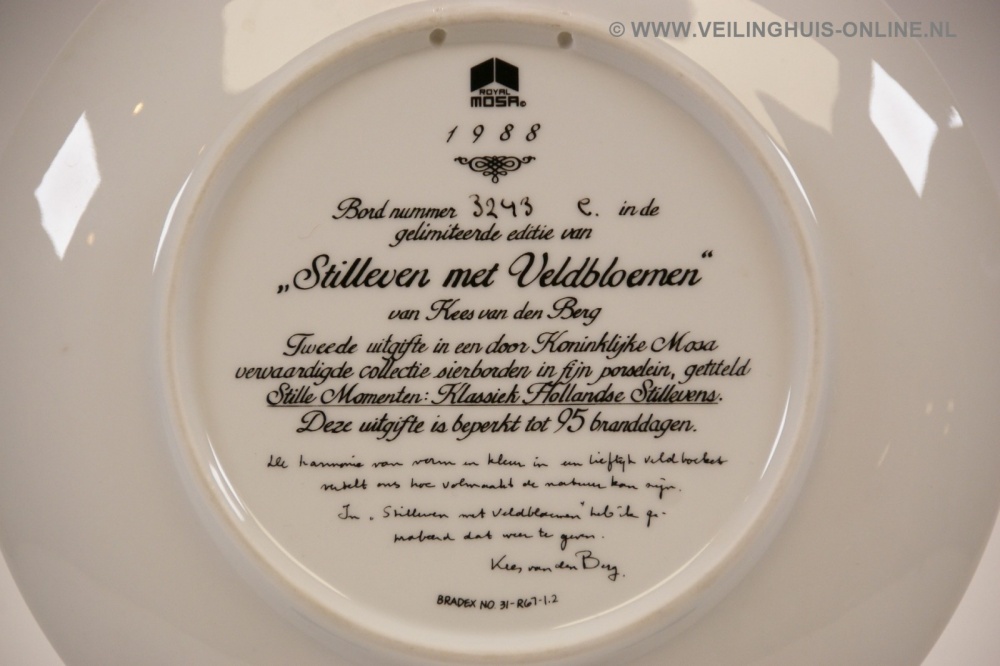 © WWW.VEILINGHUIS-ONLINE.NL
ROYAL
MOSA©
1988
Bord nummer 3243 C. in de
gelimiteerde editie van
„Stilleven met Veldbloemen“
van Kees van den Berg
Tweede uitgifte in een door Koninklijke Mosa
vervaardigde collectie sierborden in fijn porselein, getiteld
Stille Momenten: Klassiek Hollandse Stillevens.
Deze uitgifte is beperkt tot 95 branddagen.
De harmonie van vorm en kleur in een lieflijk veldboeket
vertelt ons hoe volmaakt de natuur kan zijn.
In „Stilleven met Veldbloemen“ heb ik ge-
probeerd dat weer te geven.
Kees van den Berg.
BRADEX NO. 31-R67-1.2